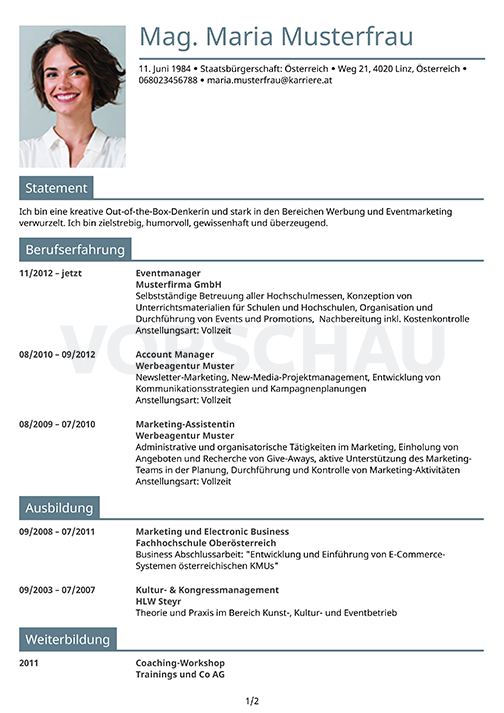 Mag. Maria Musterfrau
11. Juni 1984 • Staatsbürgerschaft: Österreich • Weg 21, 4020 Linz, Österreich •
068023456788 • maria.musterfrau@karriere.at
Statement
Ich bin eine kreative Out-of-the-Box-Denkerin und stark in den Bereichen Werbung und Eventmarketing
verwurzelt. Ich bin zielstrebig, humorvoll, gewissenhaft und überzeugend.
Berufserfahrung
11/2012 – jetzt Eventmanager
Musterfirma GmbH
Selbstständige Betreuung aller Hochschulmessen, Konzeption von
Unterrichtsmaterialien für Schulen und Hochschulen, Organisation und
Durchführung von Events und Promotions, Nachbereitung inkl. Kostenkontrolle
Anstellungsart: Vollzeit
VORSCHAU
08/2010 – 09/2012 Account Manager
Werbeagentur Muster
Newsletter-Marketing, New-Media-Projektmanagement, Entwicklung von
Kommunikationsstrategien und Kampagnenplanungen
Anstellungsart: Vollzeit
08/2009 – 07/2010 Marketing-Assistentin
Werbeagentur Muster
Administrative und organisatorische Tätigkeiten im Marketing, Einholung von
Angeboten und Recherche von Give-Aways, aktive Unterstützung des Marketing-
Teams in der Planung, Durchführung und Kontrolle von Marketing-Aktivitäten
Anstellungsart: Vollzeit
Ausbildung
09/2008 – 07/2011 Marketing und Electronic Business
Fachhochschule Oberösterreich
Business Abschlussarbeit: "Entwicklung und Einführung von E-Commerce-
Systemen österreichischen KMUs"
09/2003 – 07/2007 Kultur- & Kongressmanagement
HLW Steyr
Theorie und Praxis im Bereich Kunst-, Kultur- und Eventbetrieb
Weiterbildung
2011 Coaching-Workshop
Trainings und Co AG
1/2